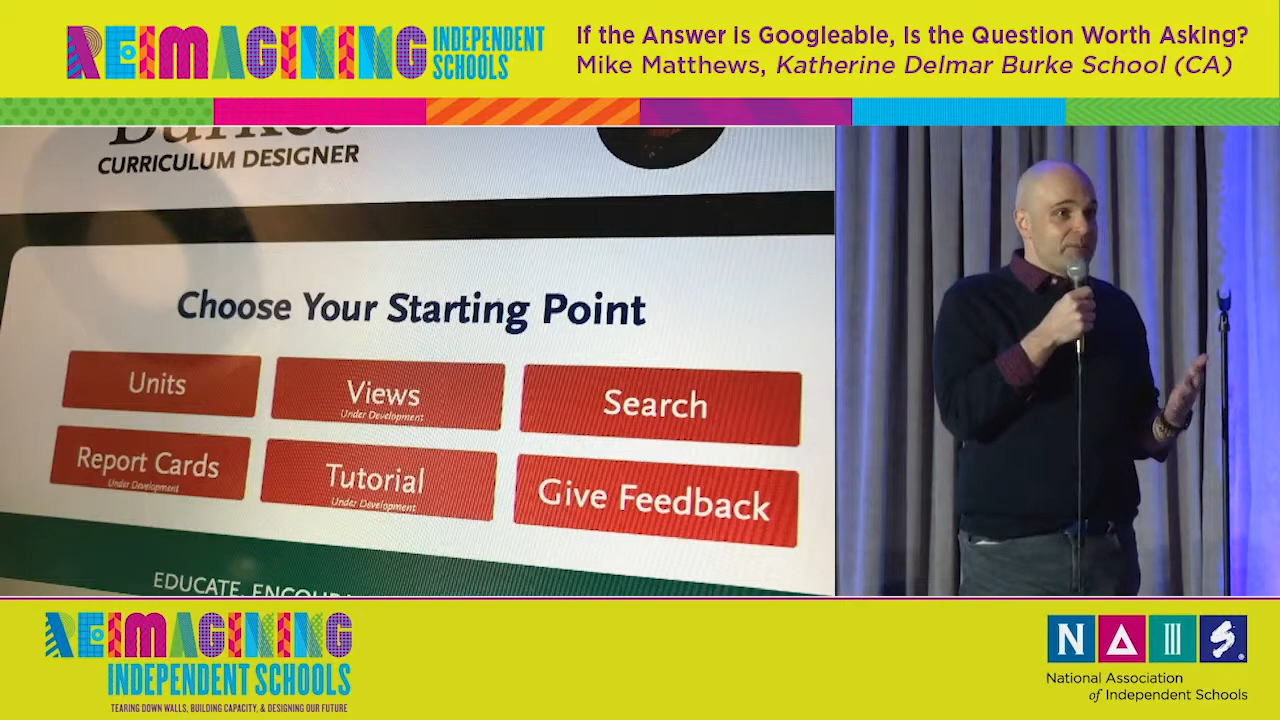 REIMAGINING
INDEPENDENT
SCHOOLS
If the Answer is Googleable, Is the Question Worth Asking?
Mike Matthews, Katherine Delmar Burke School (CA)
CURRICULUM DESIGNER
Choose Your Starting Point
Units
Views
Under Development
Search
Report Cards
Under Development
Tutorial
Under Development
Give Feedback
EDUCATE, ENCOUR
REIMAGINING
INDEPENDENT SCHOOLS
TEARING DOWN WALLS, BUILDING CAPACITY, & DESIGNING OUR FUTURE
NAIS
National Association
of Independent Schools